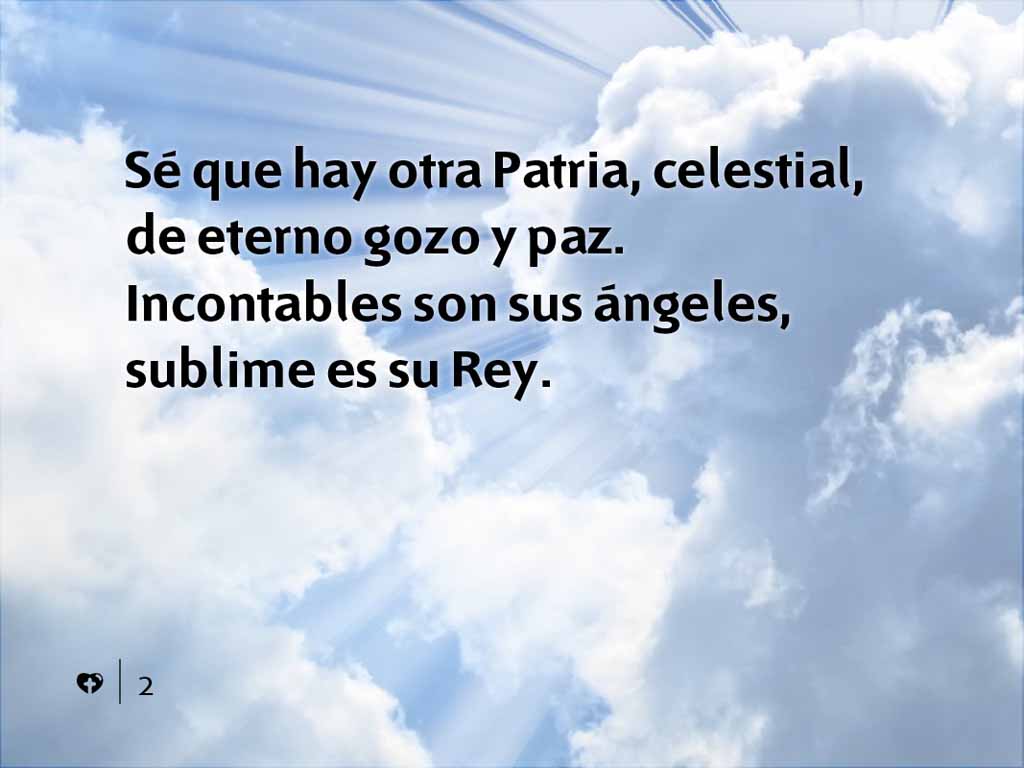 Sé que hay otra Patria, celestial,
de eterno gozo y paz.
Incontables son sus ángeles,
sublime es su Rey.
2